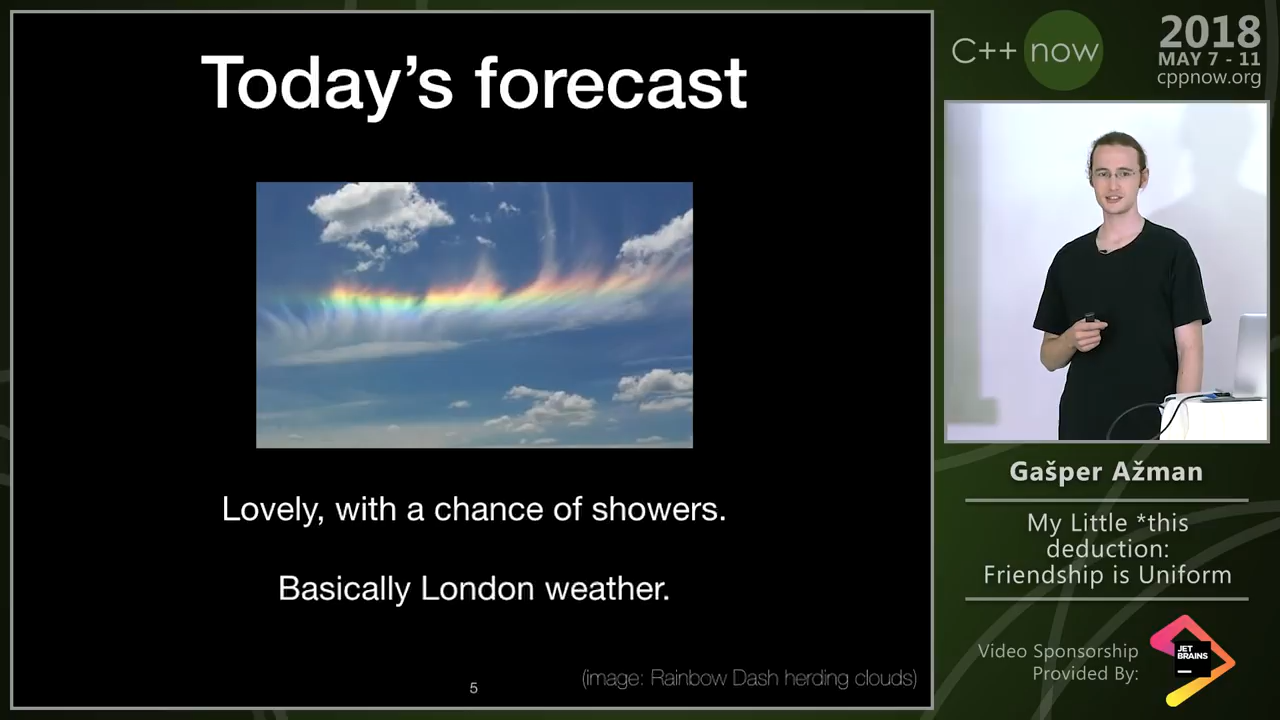 Today's forecast
Lovely, with a chance of showers.
Basically London weather.
(image: Rainbow Dash herding clouds)
5
C++ now
2018
MAY 7 - 11
cppnow.org
Gašper Ažman
My Little *this
deduction:
Friendship is Uniform
Video Sponsorship
Provided By:
JET
BRAINS